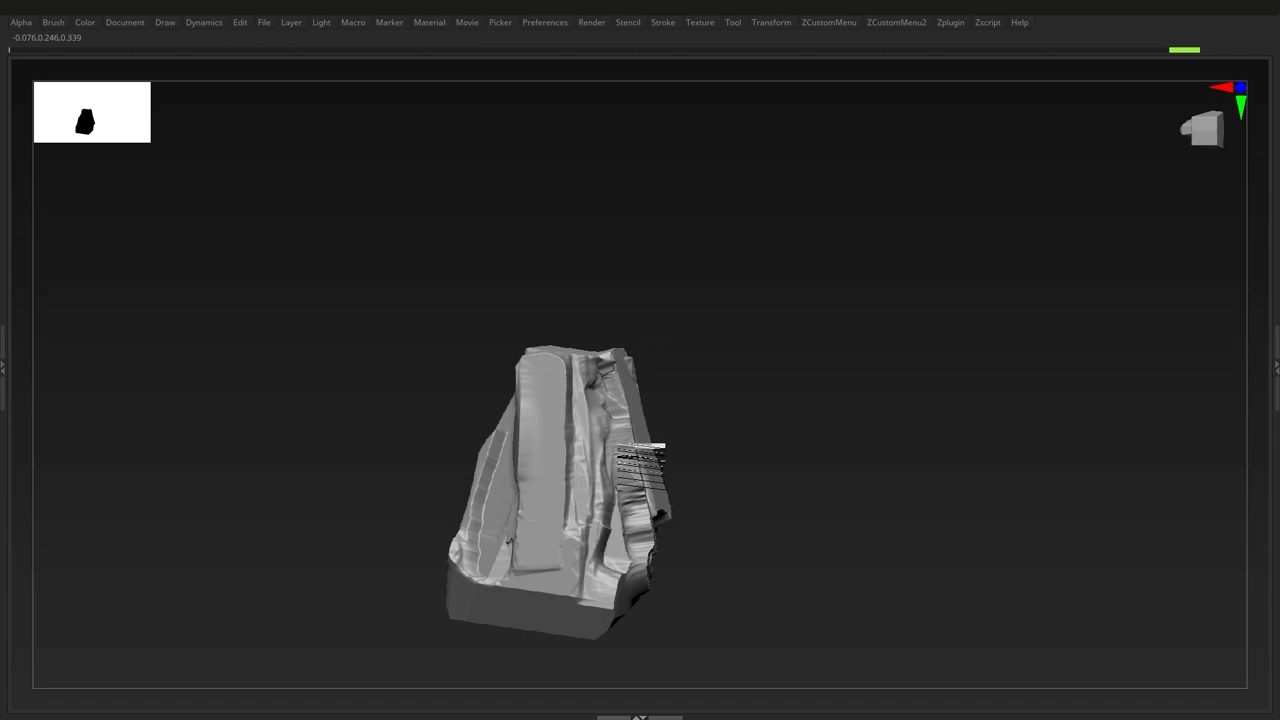 Alpha Brush Color Document Draw Dynamics Edit File Layer Light Macro Marker Material Movie Picker Preferences Render Stencil Stroke Texture Tool Transform ZCustomMenu ZCustomMenu2 Zplugin Zscript Help
-0.076,0.246,0.339